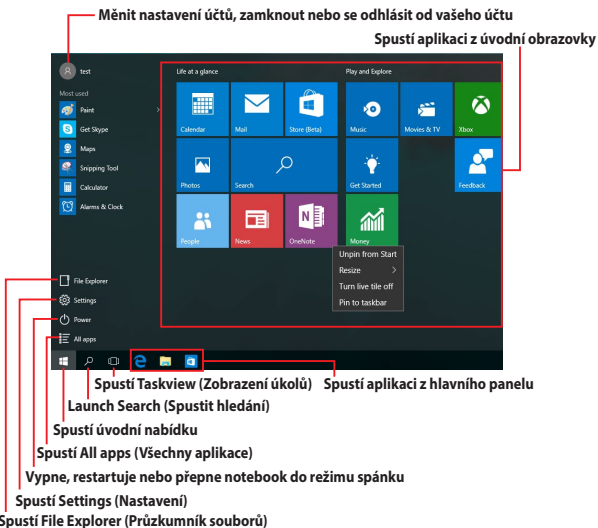 Měnit nastavení účtů, zamknout nebo se odhlásit od vašeho účtu
Spustí aplikaci z úvodní obrazovky
test
Most used
Paint
Get Skype
Maps
Snipping Tool
Calculator
Alarms & Clock
File Explorer
Settings
Power
All apps
Life at a glance
Play and Explore
Calendar
Mail
Store (Beta)
Music
Movies & TV
Xbox
Photos
Search
Get Started
Feedback
People
News
OneNote
Money
Unpin from Start
Resize
Turn live tile off
Pin to taskbar
Spustí Taskview (Zobrazení úkolů)
Spustí aplikaci z hlavního panelu
Launch Search (Spustit hledání)
Spustí úvodní nabídku
Spustí All apps (Všechny aplikace)
Vypne, restartuje nebo přepne notebook do režimu spánku
Spustí Settings (Nastavení)
Spustí File Explorer (Průzkumník souborů)